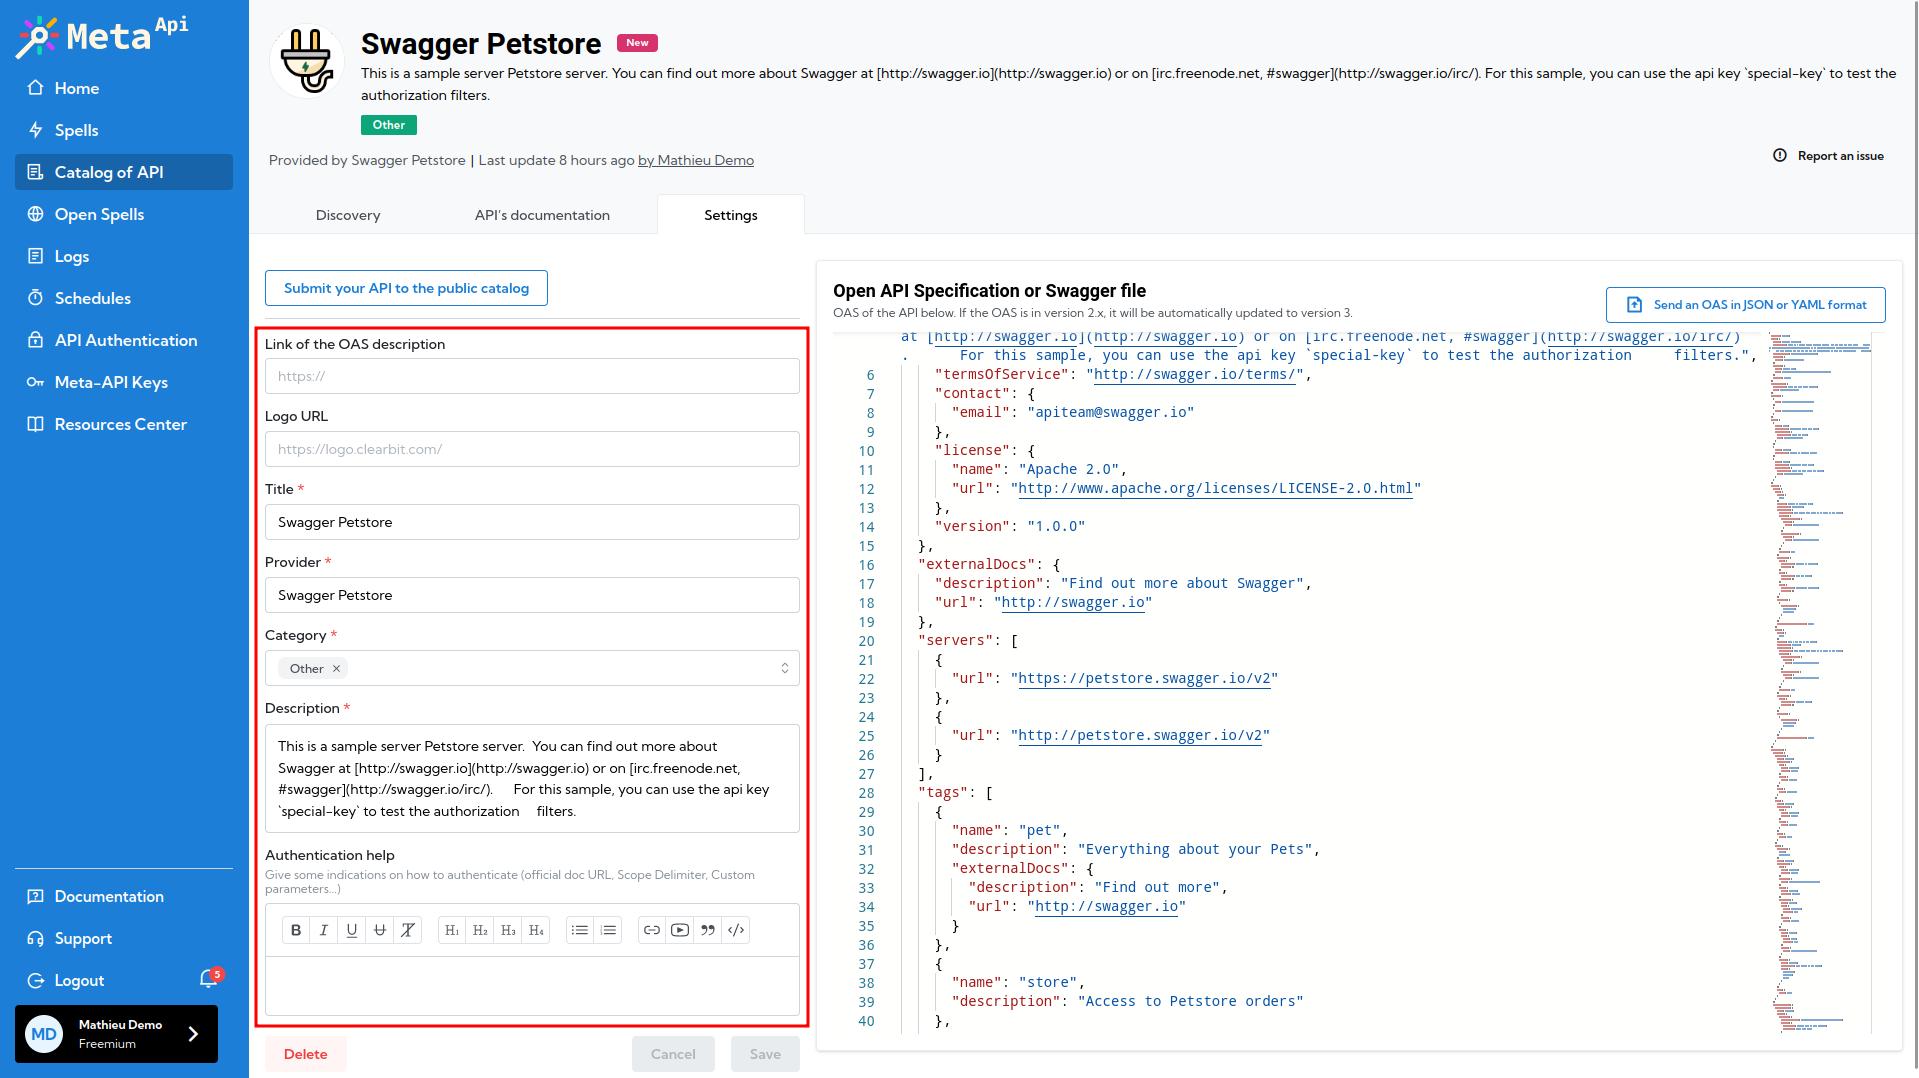 Meta Api
Home
Spells
Catalog of API
Open Spells
Logs
Schedules
API Authentication
Meta-API Keys
Resources Center
Documentation
Support
Logout
5
MD
Mathieu Demo
Freemium
Swagger Petstore
New
This is a sample server Petstore server. You can find out more about Swagger at [http://swagger.io](http://swagger.io) or on [irc.freenode.net, #swagger](http://swagger.io/irc/). For this sample, you can use the api key `special-key` to test the
authorization filters.
Other
Provided by Swagger Petstore | Last update 8 hours ago by Mathieu Demo
Report an issue
Discovery
API's documentation
Settings
Submit your API to the public catalog
Link of the OAS description
https://
Logo URL
https://logo.clearbit.com/
Title *
Swagger Petstore
Provider *
Swagger Petstore
Category *
Other ×
Description *
This is a sample server Petstore server.  You can find out more about
Swagger at [http://swagger.io](http://swagger.io) or on [irc.freenode.net,
#swagger](http://swagger.io/irc/).      For this sample, you can use the api key
`special-key` to test the authorization     filters.
Authentication help
Give some indications on how to authenticate (official doc URL, Scope Delimiter, Custom
parameters...)
B I U T T H1 H2 H3 H4
Delete
Cancel
Save
Open API Specification or Swagger file
OAS of the API below. If the OAS is in version 2.x, it will be automatically updated to version 3.
Send an OAS in JSON or YAML format
at [http://swagger.io](http://swagger.io) or on [irc.freenode.net, #swagger](http://swagger.io/irc/)
.      For this sample, you can use the api key `special-key` to test the authorization     filters.",
6 "termsOfService": "http://swagger.io/terms/",
7 "contact": {
8 "email": "apiteam@swagger.io"
9 },
10 "license": {
11 "name": "Apache 2.0",
12 "url": "http://www.apache.org/licenses/LICENSE-2.0.html"
13 },
14 "version": "1.0.0"
15 },
16 "externalDocs": {
17 "description": "Find out more about Swagger",
18 "url": "http://swagger.io"
19 },
20 "servers": [
21 {
22 "url": "https://petstore.swagger.io/v2"
23 },
24 {
25 "url": "http://petstore.swagger.io/v2"
26 }
27 ],
28 "tags": [
29 {
30 "name": "pet",
31 "description": "Everything about your Pets",
32 "externalDocs": {
33 "description": "Find out more",
34 "url": "http://swagger.io"
35 }
36 },
37 {
38 "name": "store",
39 "description": "Access to Petstore orders"
40 },